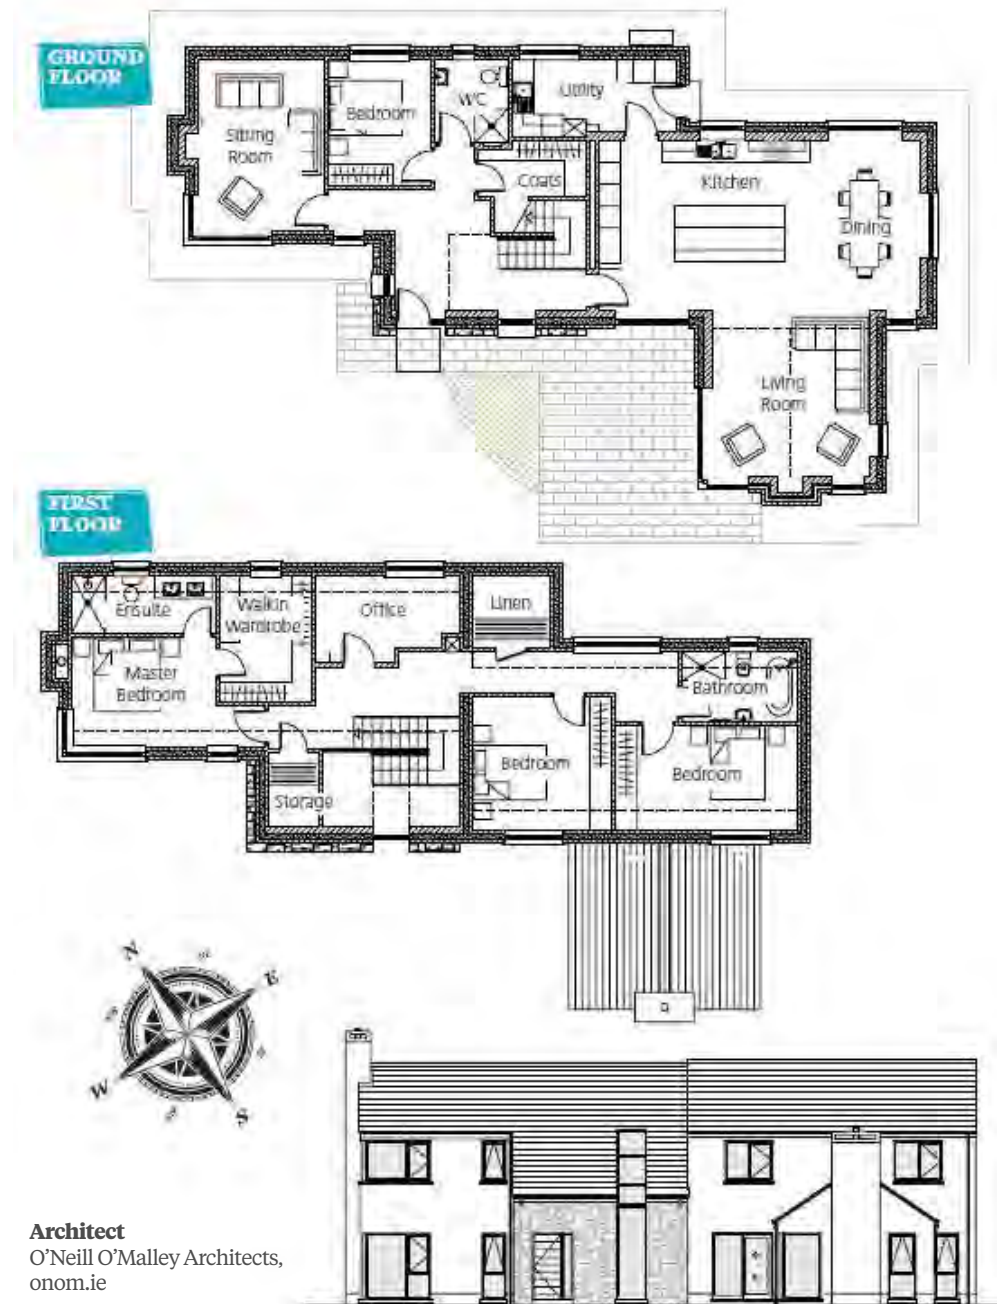 GROUND
FLOOR
Utility
WC
Bedroom
Sitting
Room
Coats
Kitchen
Dining
Living
Room
FIRST
FLOOR
Linen
Ensuite
Walkin
Wardrobe
Office
Master
Bedroom
Bathroom
Bedroom
Bedroom
Storage
N
E
W
S
Architect
O'Neill O'Malley Architects,
onom.ie